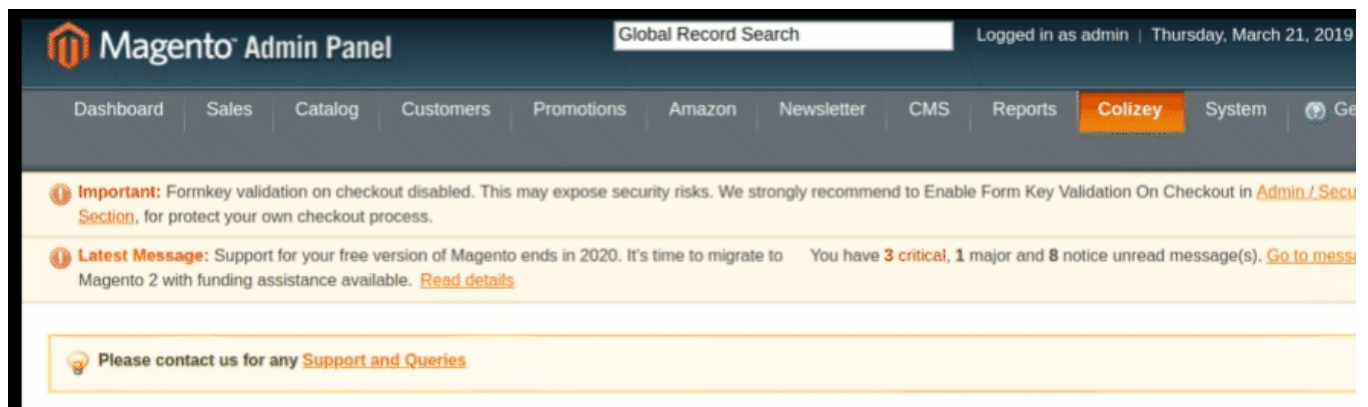 Magento Admin Panel
Global Record Search
Logged in as admin | Thursday, March 21, 2019
Dashboard Sales Catalog Customers Promotions Amazon Newsletter CMS Reports Colizey System Ge
Important: Formkey validation on checkout disabled. This may expose security risks. We strongly recommend to Enable Form Key Validation On Checkout in Admin / Secu
Section, for protect your own checkout process.
Latest Message: Support for your free version of Magento ends in 2020. It's time to migrate to
Magento 2 with funding assistance available. Read details
You have 3 critical, 1 major and 8 notice unread message(s). Go to messa
Please contact us for any Support and Queries